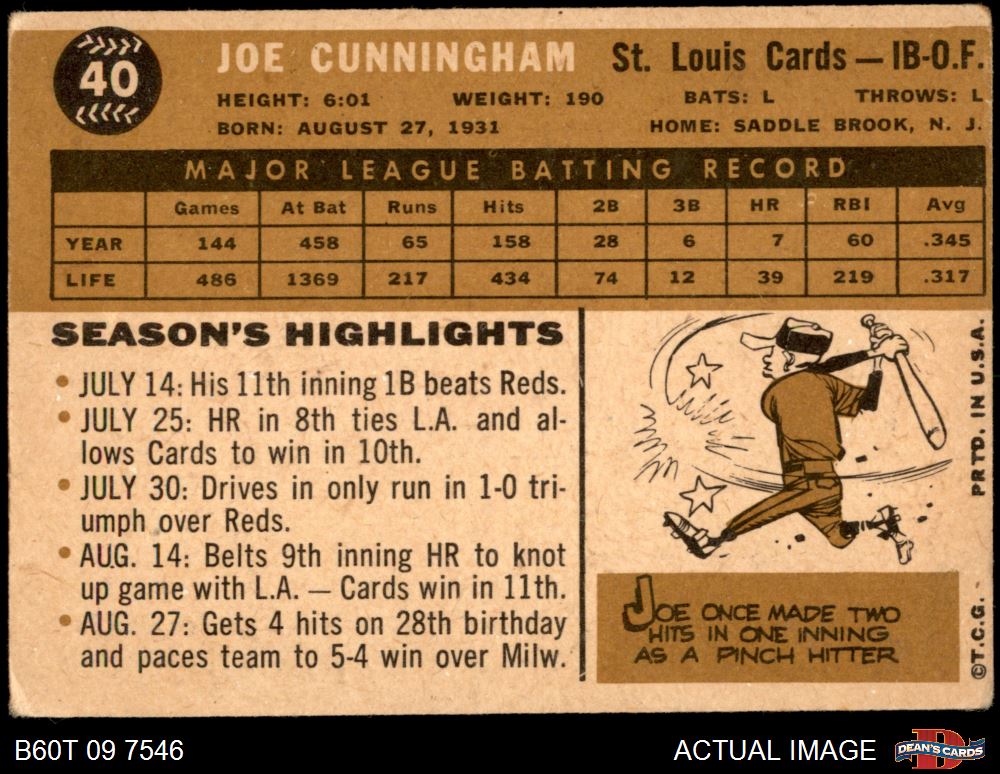 40
JOE CUNNINGHAM
St. Louis Cards — IB-O.F.
HEIGHT: 6:01 WEIGHT: 190 BATS: L THROWS: L
BORN: AUGUST 27, 1931 HOME: SADDLE BROOK, N. J.
MAJOR LEAGUE BATTING RECORD
Games At Bat Runs Hits 2B 3B HR RBI Avg
YEAR 144 458 65 158 28 6 7 60 .345
LIFE 486 1369 217 434 74 12 39 219 .317
SEASON'S HIGHLIGHTS
• JULY 14: His 11th inning 1B beats Reds.
• JULY 25: HR in 8th ties L.A. and al-
lows Cards to win in 10th.
• JULY 30: Drives in only run in 1-0 tri-
umph over Reds.
• AUG. 14: Belts 9th inning HR to knot
up game with L.A. — Cards win in 11th.
• AUG. 27: Gets 4 hits on 28th birthday
and paces team to 5-4 win over Milw.
JOE ONCE MADE TWO
HITS IN ONE INNING
AS A PINCH HITTER
©T.C.G. PRTD. IN U.S.A.
B60T 09 7546
ACTUAL IMAGE
DEAN'S CARDS